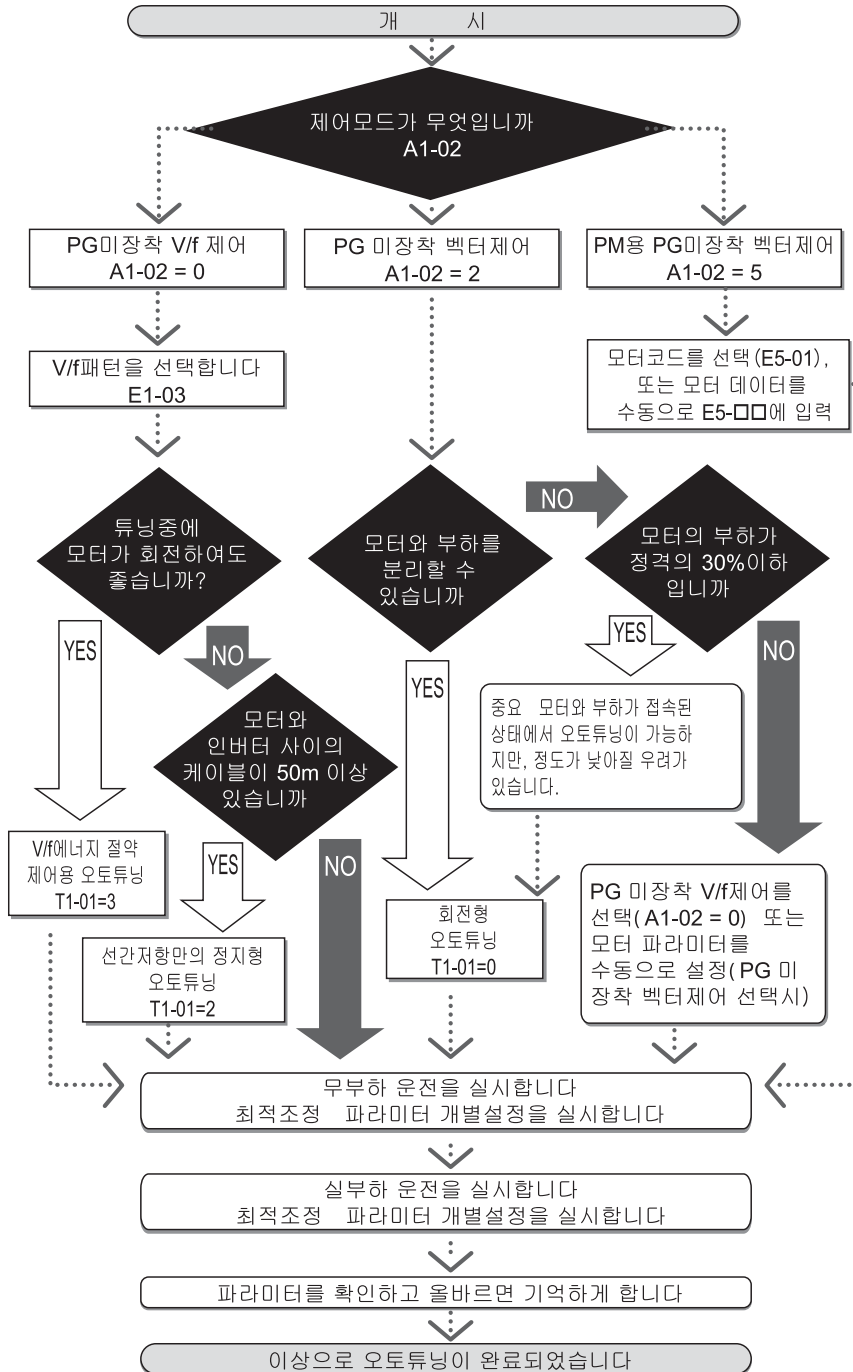 개 시
제어모드가 무엇입니까
A1-02
PG미장착 V/f 제어
A1-02 = 0
PG 미장착 벡터제어
A1-02 = 2
PM용 PG미장착 벡터제어
A1-02 = 5
V/f패턴을 선택합니다
E1-03
모터코드를 선택(E5-01),
또는 모터 데이터를
수동으로 E5-□□에 입력
튜닝중에
모터가 회전하여도
좋습니까?
모터와 부하를
분리할 수
있습니까
NO
모터의 부하가
정격의 30%이하
입니까
YES
NO
모터와
인버터 사이의
케이블이 50m 이상
있습니까
YES
YES
NO
중요 모터와 부하가 접속된
상태에서 오토튜닝이 가능하
지만, 정도가 낮아질 우려가
있습니다.
V/f에너지 절약
제어용 오토튜닝
T1-01=3
YES
NO
선간저항만의 정지형
오토튜닝
T1-01=2
회전형
오토튜닝
T1-01=0
PG 미장착 V/f제어를
선택(A1-02 = 0) 또는
모터 파라미터를
수동으로 설정(PG 미
장착 벡터제어 선택시)
무부하 운전을 실시합니다
최적조정 파라미터 개별설정을 실시합니다
실부하 운전을 실시합니다
최적조정 파라미터 개별설정을 실시합니다
파라미터를 확인하고 올바르면 기억하게 합니다
이상으로 오토튜닝이 완료되었습니다